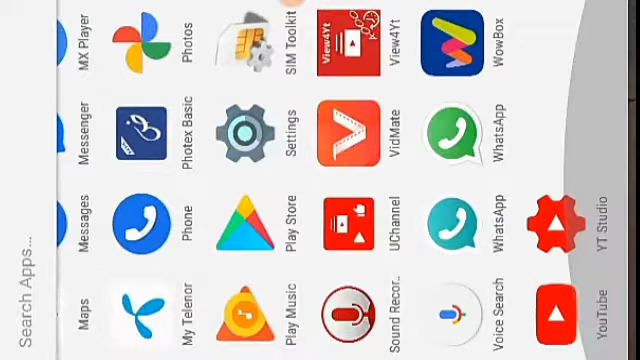 Search Apps...
Maps
Messages
Messenger
MX Player
My Telenor
Phone
Photex Basic
Photos
Play Music
Play Store
Settings
SIM Toolkit
Sound Recor..
UChannel
VidMate
View4Yt
View4Yt
Voice Search
WhatsApp
WhatsApp
WowBox
YouTube
YT Studio